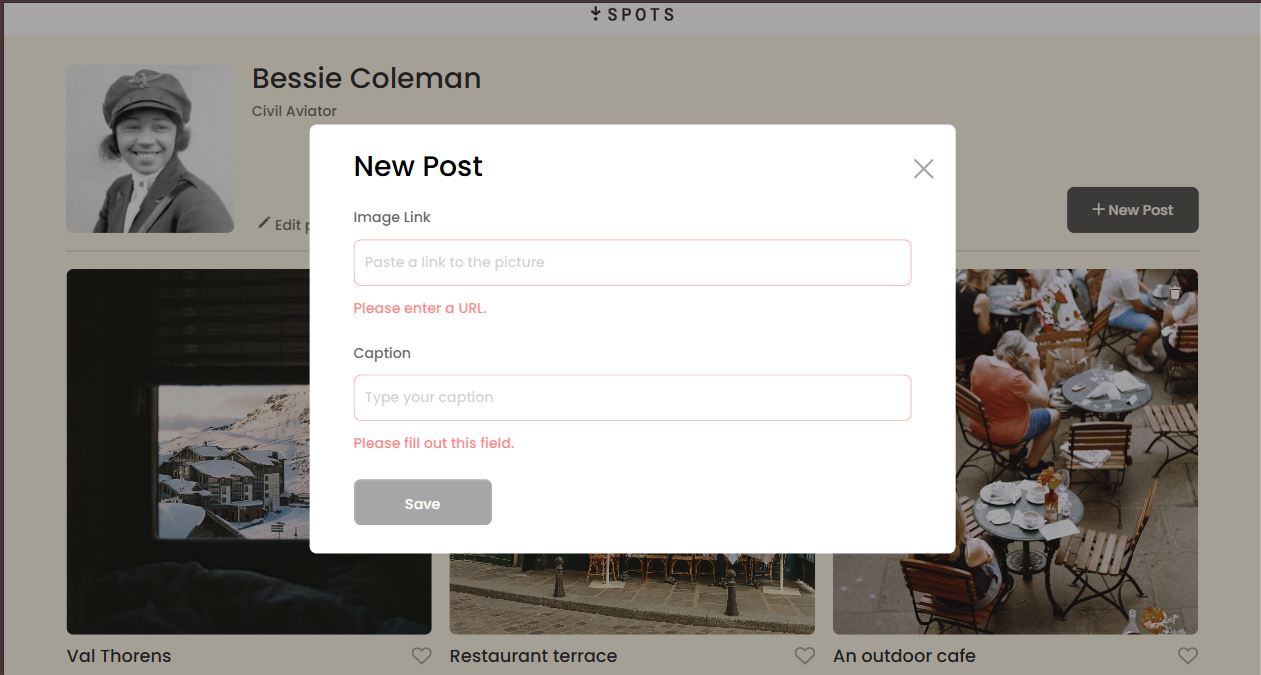 SPOTS
Bessie Coleman
Civil Aviator
Edit p
New Post
New Post
Image Link
Paste a link to the picture
Please enter a URL.
Caption
Type your caption
Please fill out this field.
Save
Val Thorens
Restaurant terrace
An outdoor cafe